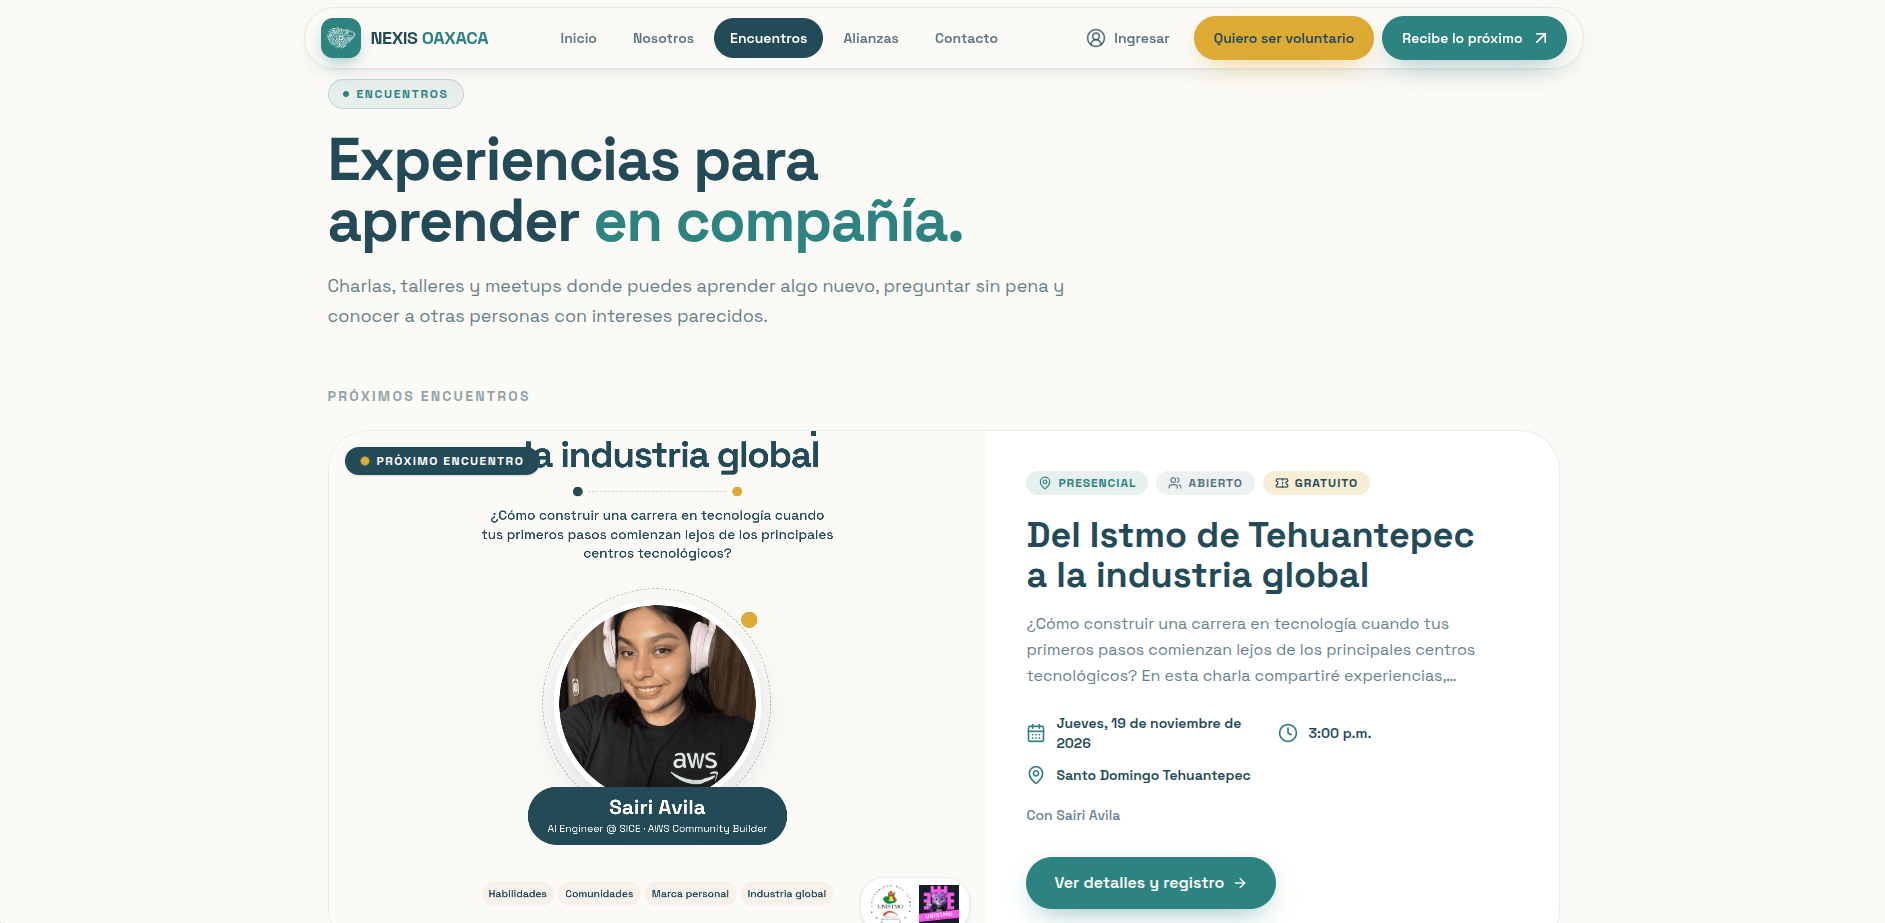 NEXIS OAXACA
Inicio
Nosotros
Encuentros
Alianzas
Contacto
Ingresar
Quiero ser voluntario
Recibe lo próximo
ENCUENTROS
Experiencias para
aprender en compañía.
Charlas, talleres y meetups donde puedes aprender algo nuevo, preguntar sin pena y
conocer a otras personas con intereses parecidos.
PRÓXIMOS ENCUENTROS
PRÓXIMO ENCUENTRO
la industria global
¿Cómo construir una carrera en tecnología cuando
tus primeros pasos comienzan lejos de los principales
centros tecnológicos?
aws
Sairi Avila
AI Engineer @ SICE · AWS Community Builder
Habilidades
Comunidades
Marca personal
Industria global
UNISTMO
UNISTMO
PRESENCIAL
ABIERTO
GRATUITO
Del Istmo de Tehuantepec
a la industria global
¿Cómo construir una carrera en tecnología cuando tus
primeros pasos comienzan lejos de los principales centros
tecnológicos? En esta charla compartiré experiencias,...
Jueves, 19 de noviembre de
2026
3:00 p.m.
Santo Domingo Tehuantepec
Con Sairi Avila
Ver detalles y registro